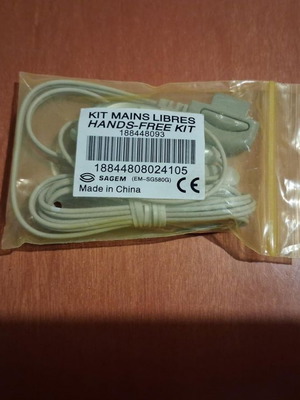 KIT MAINS LIBRES
HANDS-FREE KIT
188448093
18844808024105
SAGEM (EM-SG580G)
Made in China CE